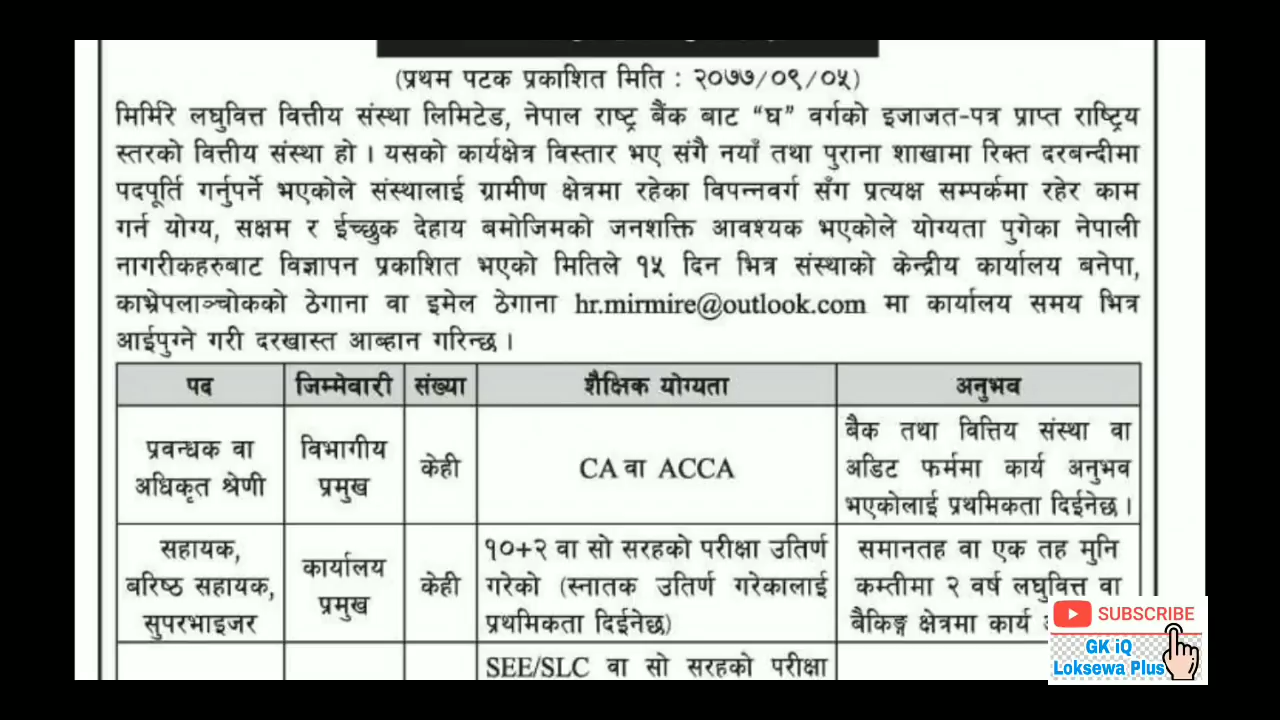 (प्रथम पटक प्रकाशित मिति : २०७७/०९/०५)
मिर्मिरे लघुवित्त वित्तीय संस्था लिमिटेड, नेपाल राष्ट्र बैंक बाट “घ” वर्गको इजाजत-पत्र प्राप्त राष्ट्रिय
स्तरको वित्तीय संस्था हो । यसको कार्यक्षेत्र विस्तार भए संगै नयाँ तथा पुराना शाखामा रिक्त दरबन्दीमा
पदपूर्ति गर्नुपर्ने भएकोले संस्थालाई ग्रामीण क्षेत्रमा रहेका विपन्नवर्ग सँग प्रत्यक्ष सम्पर्कमा रहेर काम
गर्न योग्य, सक्षम र ईच्छुक देहाय बमोजिमको जनशक्ति आवश्यक भएकोले योग्यता पुगेका नेपाली
नागरीकहरुबाट विज्ञापन प्रकाशित भएको मितिले १५ दिन भित्र संस्थाको केन्द्रीय कार्यालय बनेपा,
काभ्रेपलाञ्चोकको ठेगाना वा इमेल ठेगाना hr.mirmire@outlook.com मा कार्यालय समय भित्र
आईपुग्ने गरी दरखास्त आब्हान गरिन्छ ।
पद जिम्मेवारी संख्या शैक्षिक योग्यता अनुभव
प्रवन्धक वा
अधिकृत श्रेणी
विभागीय
प्रमुख
केही
CA वा ACCA
बैक तथा वित्तिय संस्था वा
अडिट फर्ममा कार्य अनुभव
भएकोलाई प्रथमिकता दिईनेछ ।
सहायक,
बरिष्ठ सहायक,
सुपरभाइजर
कार्यालय
प्रमुख
केही
१०+२ वा सो सरहको परीक्षा उतिर्ण
गरेको (स्नातक उतिर्ण गरेकालाई
प्रथमिकता दिईनेछ)
समानतह वा एक तह मुनि
कम्तीमा २ वर्ष लघुवित्त वा
बैकिङ्ग क्षेत्रमा कार्य
SEE/SLC वा सो सरहको परीक्षा
SUBSCRIBE
GK iQ
Loksewa Plus